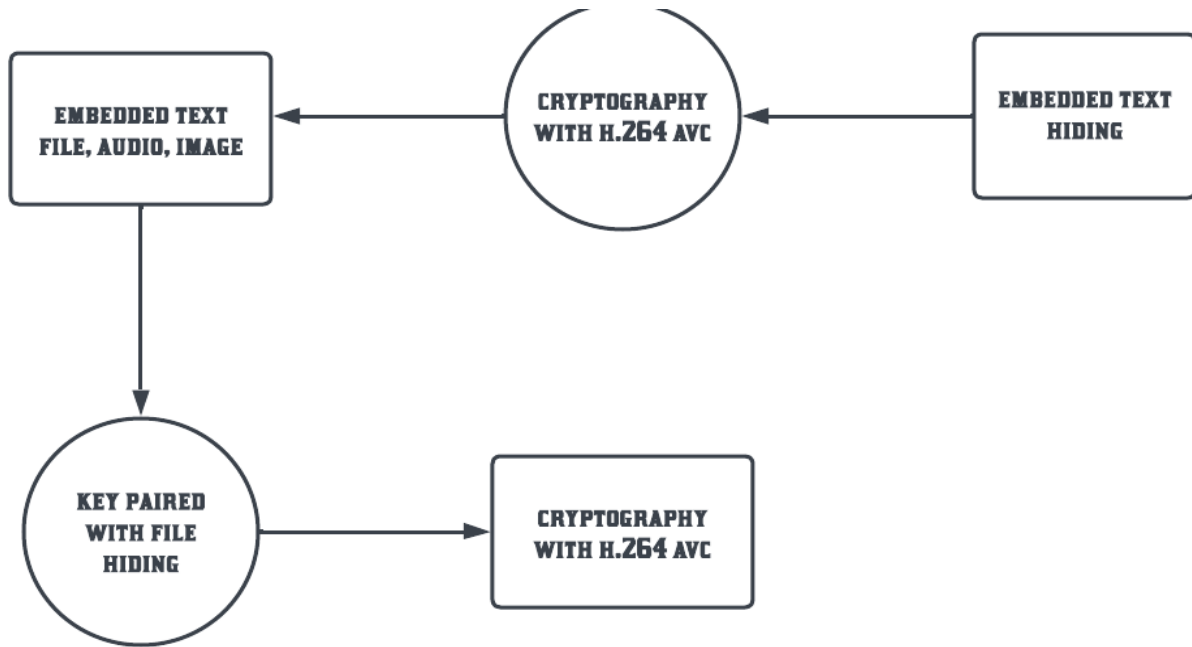 EMBEDDED TEXT
FILE, AUDIO, IMAGE
CRYPTOGRAPHY
WITH H.264 AVC
EMBEDDED TEXT
HIDING
KEY PAIRED
WITH FILE
HIDING
CRYPTOGRAPHY
WITH H.264 AVC